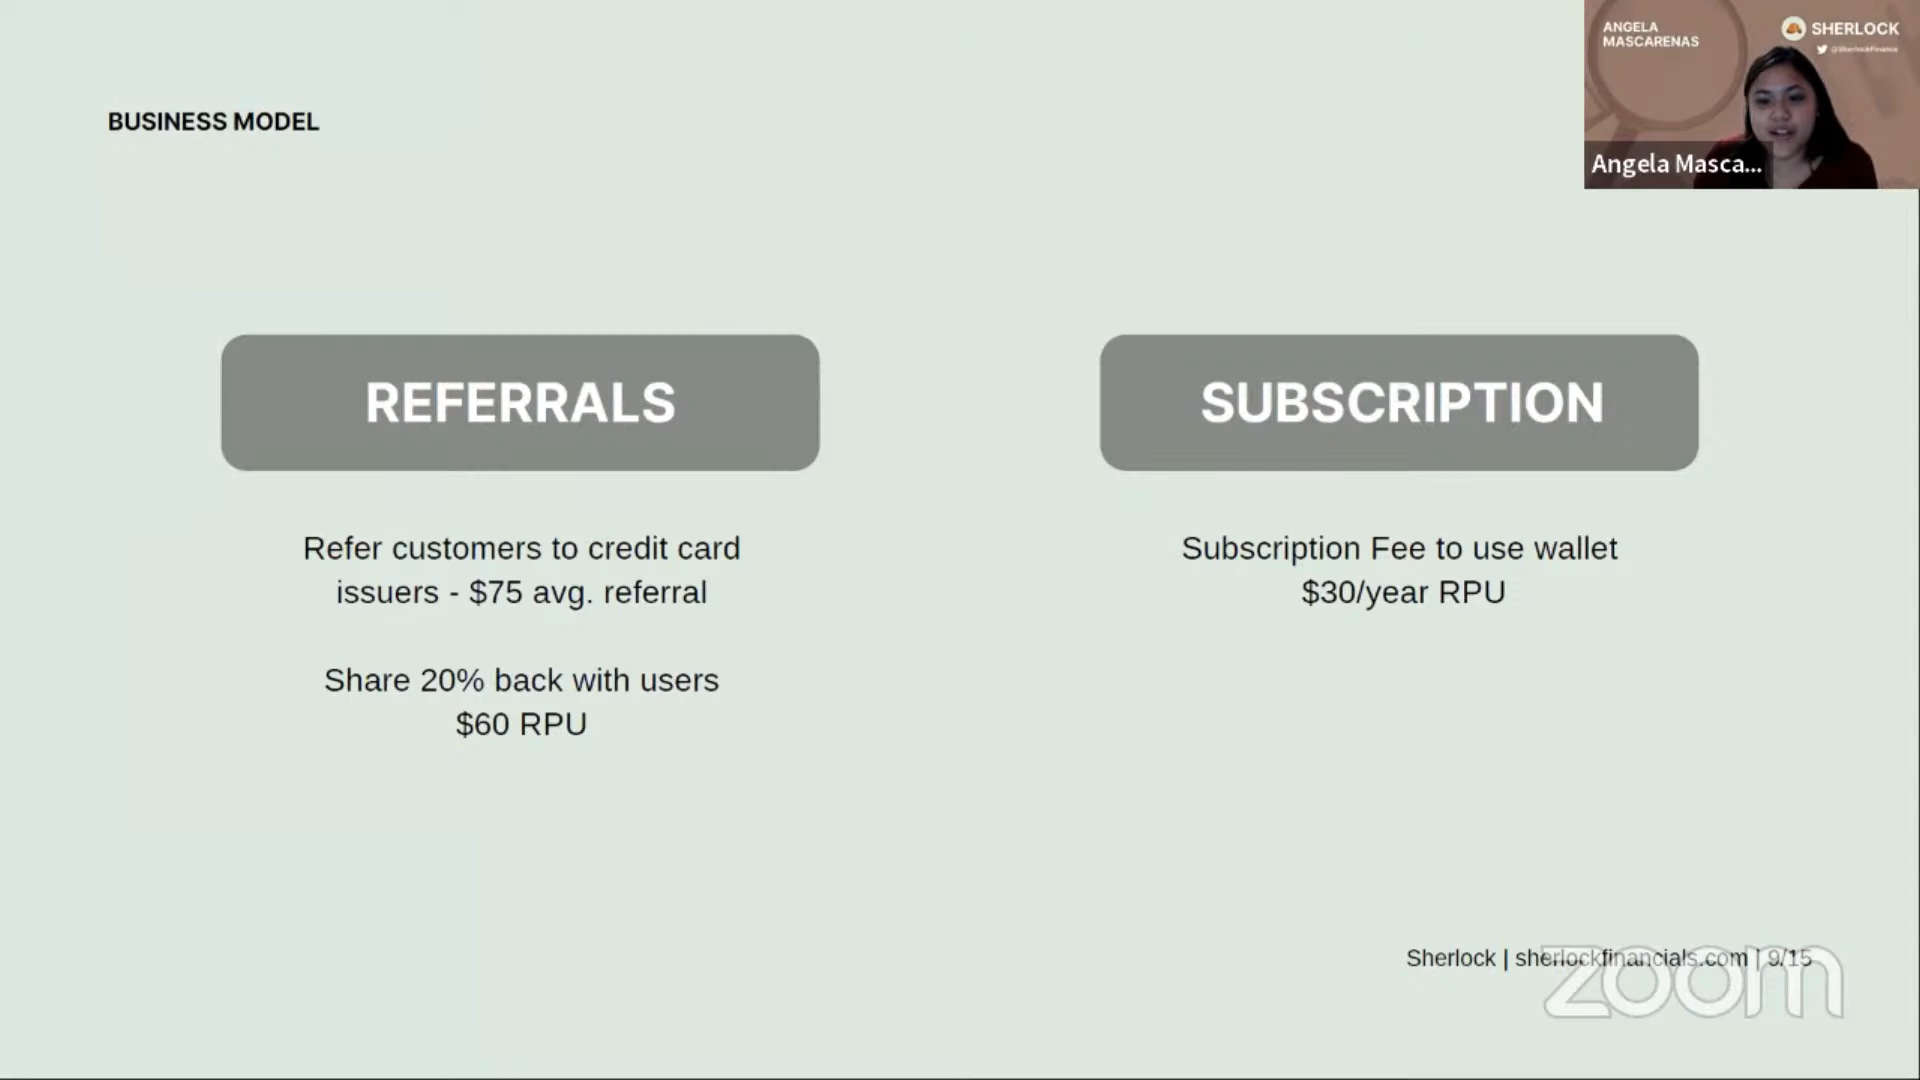 BUSINESS MODEL
ANGELA
MASCARENAS
SHERLOCK
@SherlockFinance
Angela Masca...
REFERRALS
Refer customers to credit card
issuers - $75 avg. referral
Share 20% back with users
$60 RPU
SUBSCRIPTION
Subscription Fee to use wallet
$30/year RPU
Sherlock | sherlockfinancials.com | 9/15
zoom